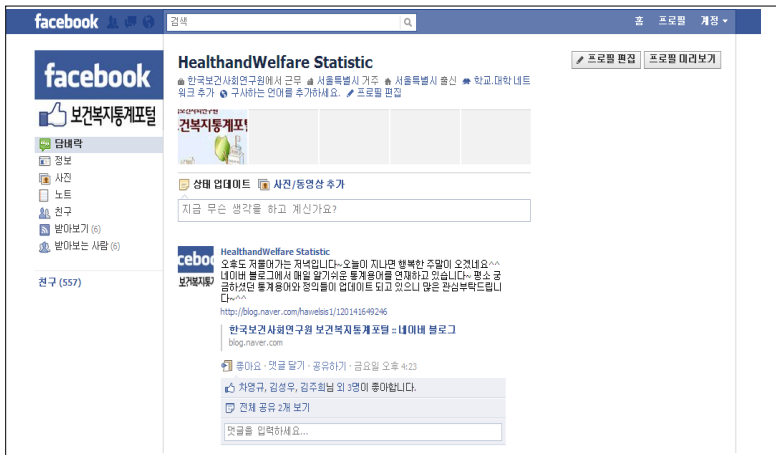 facebook
검색
홈 프로필 계정
facebook
보건복지통계포털
담벼락
정보
사진
노트
친구
받아보기 (6)
받아보는 사람 (6)
친구 (557)
HealthandWelfare Statistic
프로필 편집 프로필 미리보기
한국보건사회연구원에서 근무 서울특별시 거주 서울특별시 출신 학교.대학 네트
워크 추가 구사하는 언어를 추가하세요. 프로필 편집
상태 업데이트 사진/동영상 추가
지금 무슨 생각을 하고 계신가요?
HealthandWelfare Statistic
오후도 저물어가는 저녁입니다~오늘이 지나면 행복한 주말이 오겠네요^^
네이버 블로그에서 매일 알기쉬운 통계용어를 연재하고 있습니다~ 평소 궁
금하셨던 통계용어와 정의들이 업데이트 되고 있으니 많은 관심부탁드립니
다~^^
http://blog.naver.com/hawelsis1/120141649246
한국보건사회연구원 보건복지통계포털 :: 네이버 블로그
blog.naver.com
좋아요 · 댓글 달기 · 공유하기 · 금요일 오후 4:23
차영규, 김성우, 김주희님 외 3명이 좋아합니다.
전체 공유 2개 보기
댓글을 입력하세요...